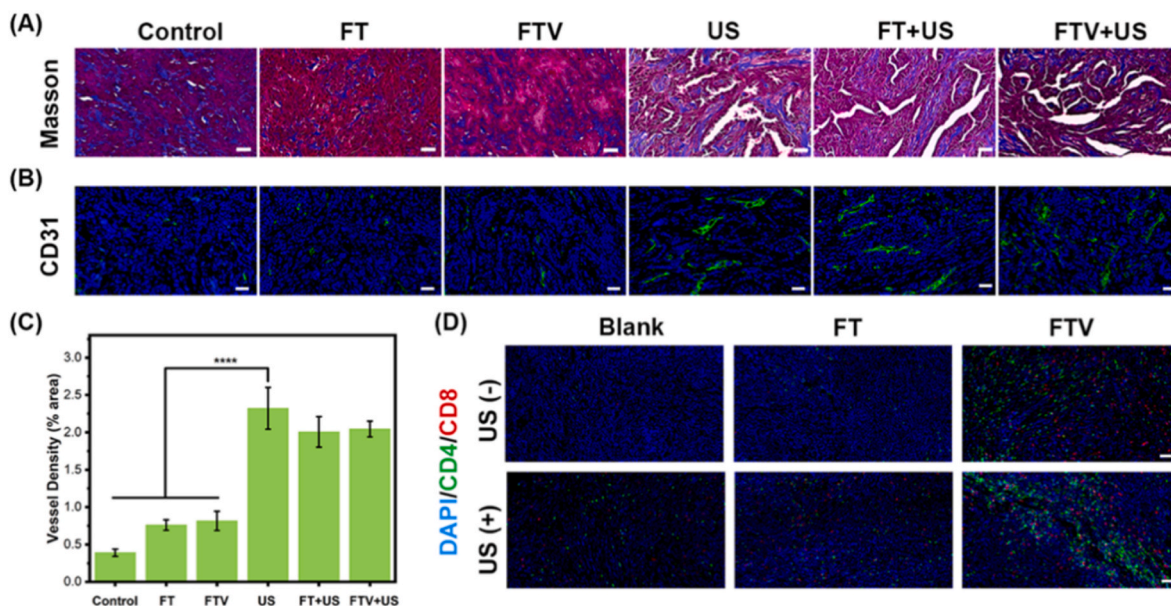 (A)
Control FT FTV US FT+US FTV+US
Masson
(B)
CD31
(C)
Vessel Density (% area)
3.0
2.5
2.0
1.5
1.0
0.5
0.0
****
Control FT FTV US FT+US FTV+US
(D)
Blank FT FTV
DAPI/CD4/CD8
US (-)
US (+)